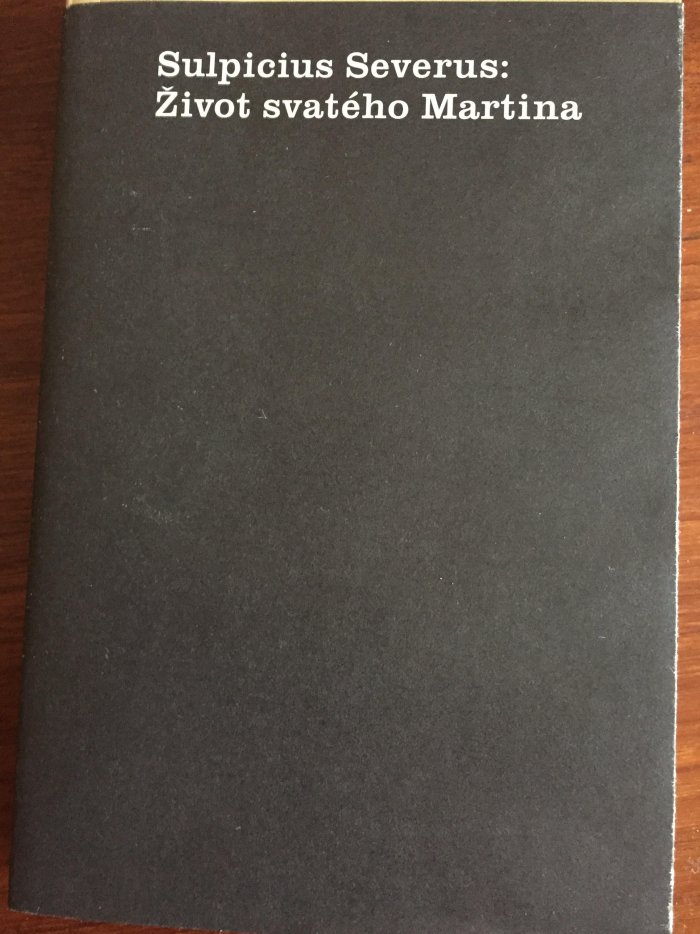 Sulpicius Severus:
Život svatého Martina